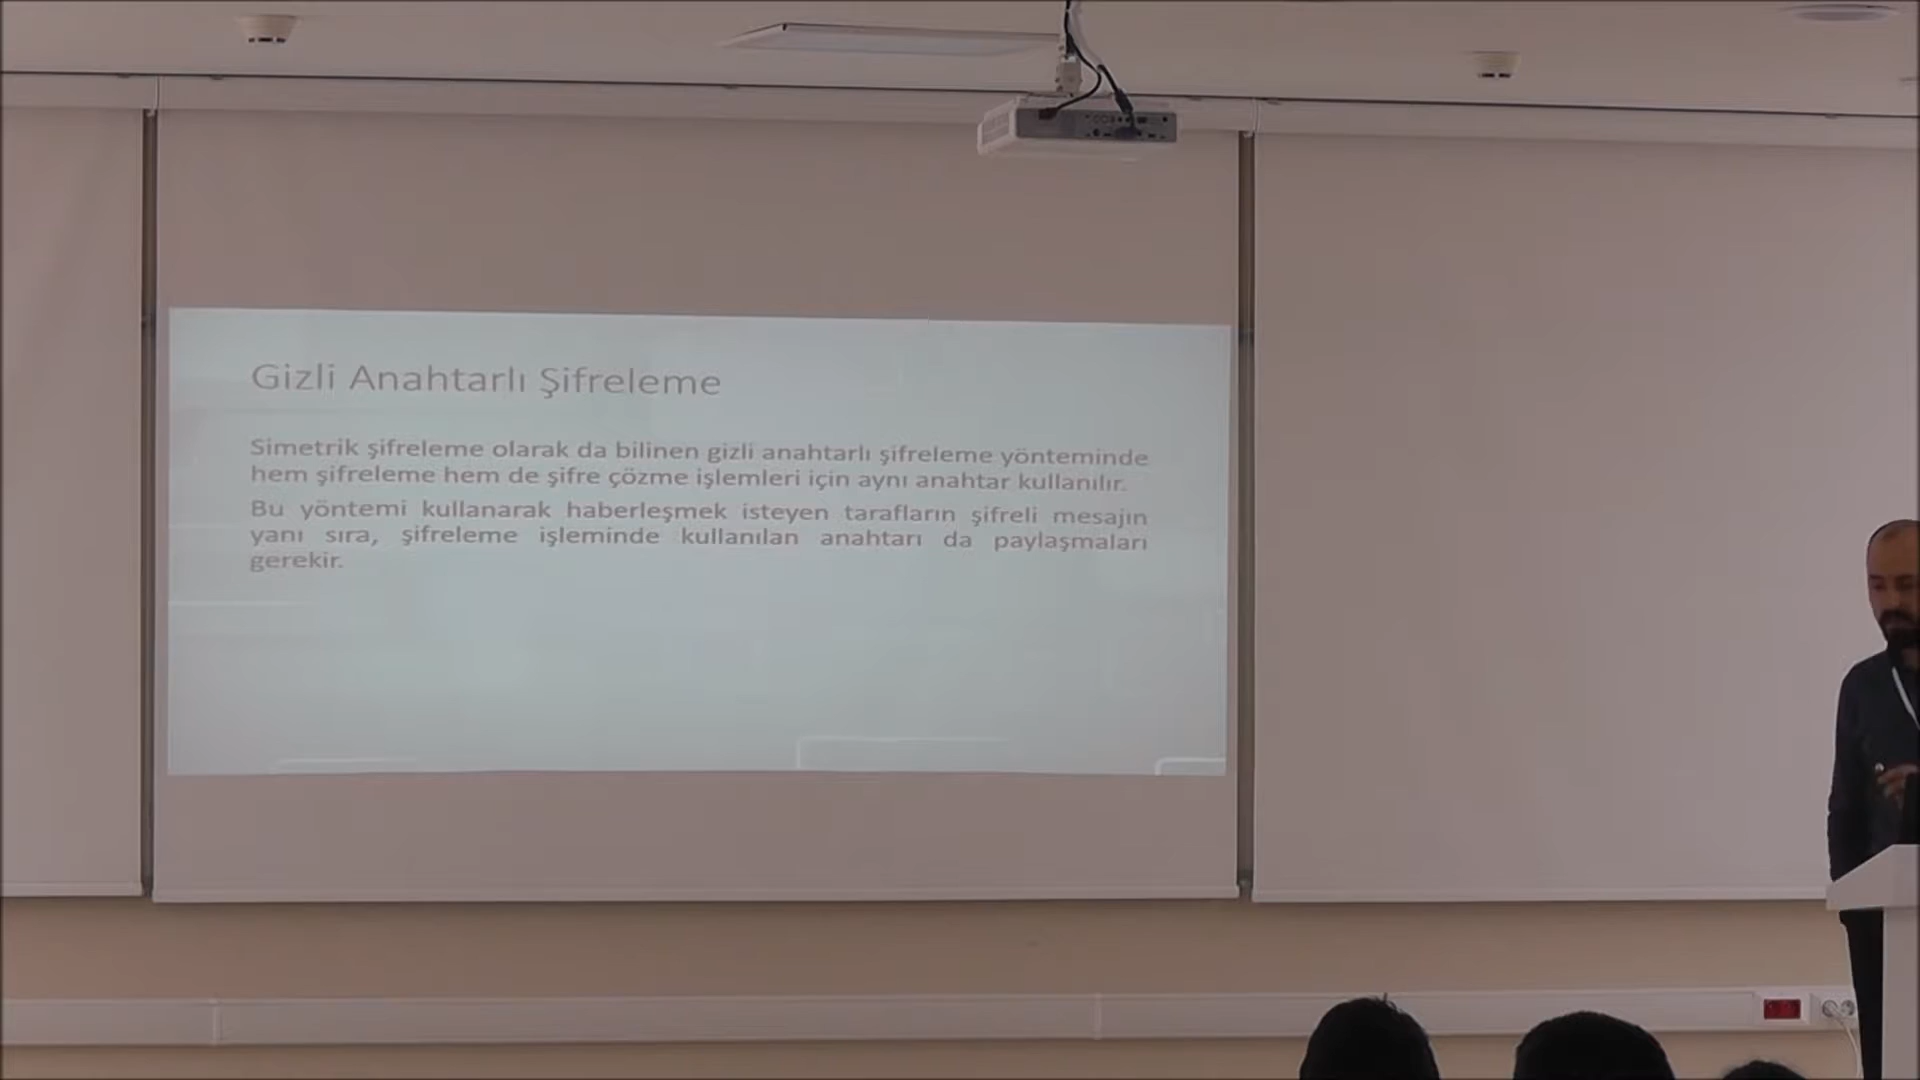 Gizli Anahtarlı Şifreleme
Simetrik şifreleme olarak da bilinen gizli anahtarlı şifreleme yönteminde
hem şifreleme hem de şifre çözme işlemleri için aynı anahtar kullanılır.
Bu yöntemi kullanarak haberleşmek isteyen tarafların şifreli mesajın
yanı sıra, şifreleme işleminde kullanılan anahtarı da paylaşmaları
gerekir.